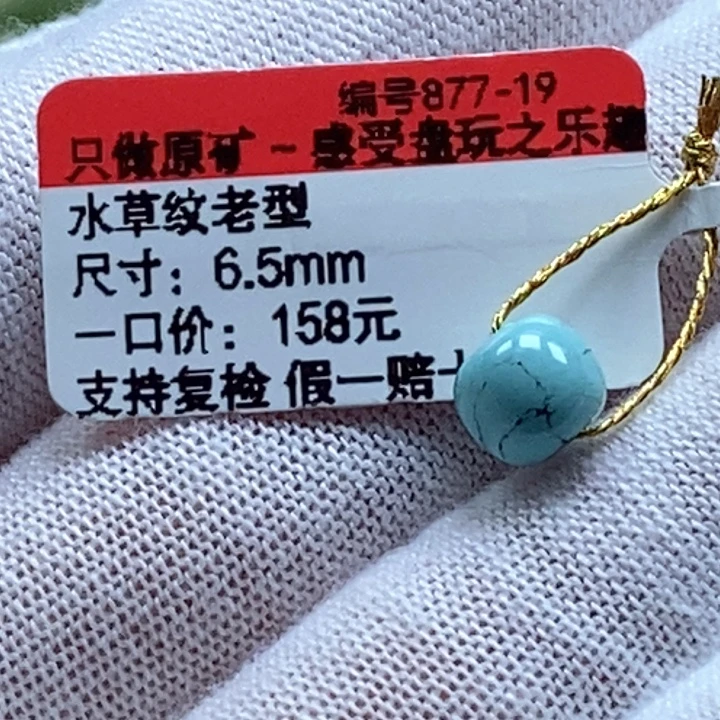 编号877-19
只做原矿 - 感受盘玩之乐趣
水草纹老型
尺寸：6.5mm
一口价：158元
支持复检 假一赔